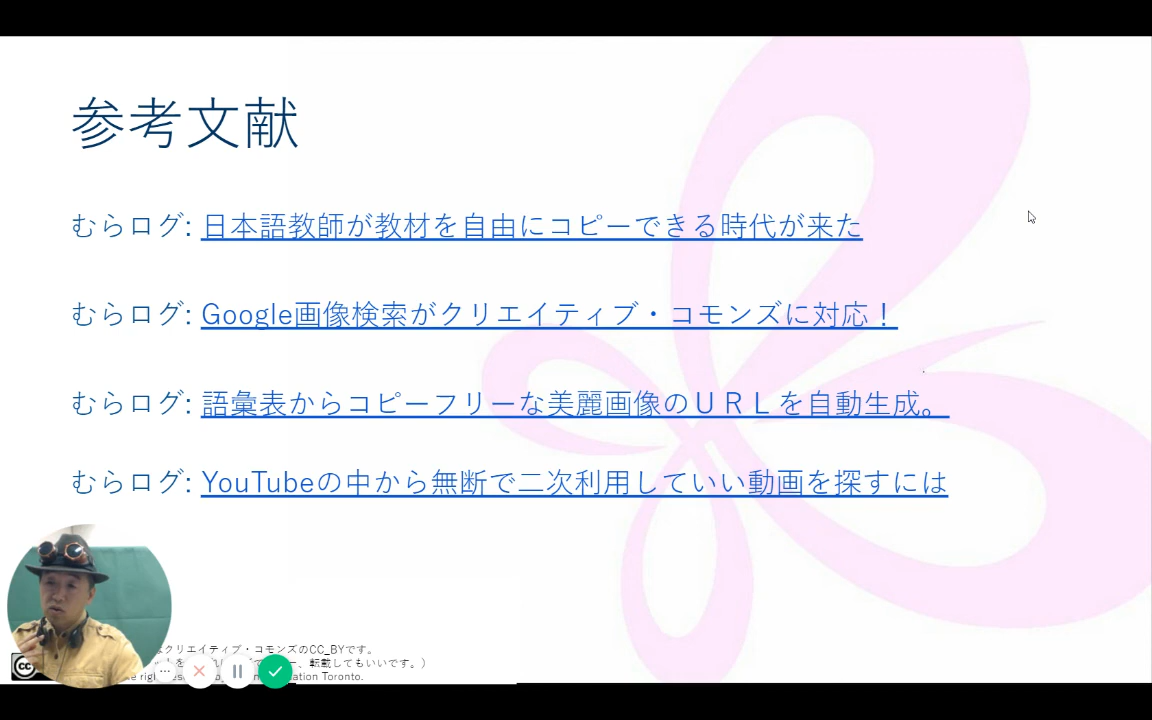 参考文献
むらログ: 日本語教師が教材を自由にコピーできる時代が来た
むらログ: Google画像検索がクリエイティブ・コモンズに対応！
むらログ: 語彙表からコピーフリーな美麗画像のＵＲＬを自動生成。
むらログ: YouTubeの中から無断で二次利用していい動画を探すには
クリエイティブ・コモンズのCC_BYです。
、転載してもいいです。）
cc
ation Toronto.